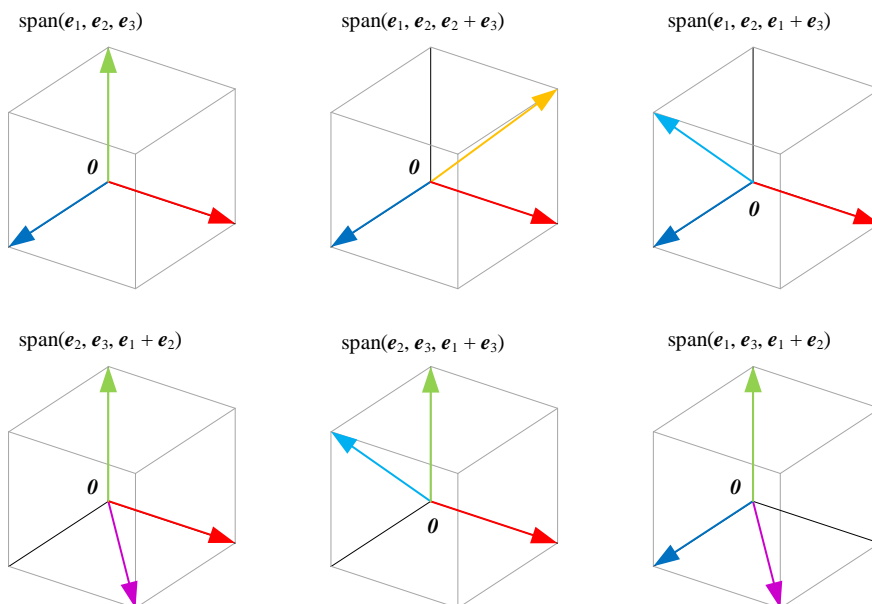 span(e₁, e₂, e₃)
span(e₁, e₂, e₂ + e₃)
span(e₁, e₂, e₁ + e₃)
0
0
0
span(e₂, e₃, e₁ + e₂)
span(e₂, e₃, e₁ + e₃)
span(e₁, e₃, e₁ + e₂)
0
0
0